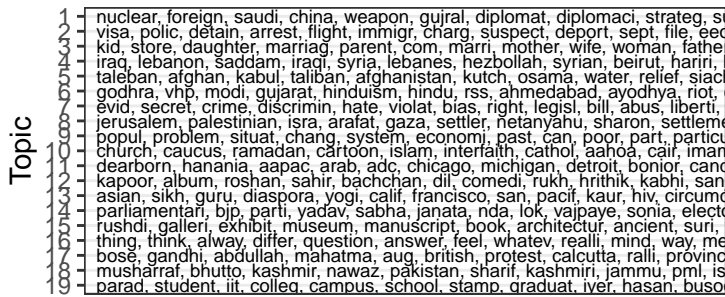 Topic
1 nuclear, foreign, saudi, china, weapon, gujral, diplomat, diplomaci, strateg,
2 visa, polic, detain, arrest, flight, immigr, charg, suspect, deport, sept, file,
3 kid, store, daughter, marriag, parent, com, marri, mother, wife, woman,
4 iraq, lebanon, saddam, iraqi, syria, lebanes, hezbollah, syrian, beirut, hariri,
5 taleban, afghan, kabul, taliban, afghanistan, kutch, osama, water, relief,
6 godhra, vhp, modi, gujarat, hinduism, hindu, rss, ahmedabad, ayodhya, riot,
7 evid, secret, crime, discrimin, hate, violat, bias, right, legisl, bill, abus, liberti,
8 jerusalem, palestinian, isra, arafat, gaza, settler, netanyahu, sharon,
9 popul, problem, situat, chang, system, economi, past, can, poor, part,
10 church, caucus, ramadan, cartoon, islam, interfaith, cathol, aahoa, cair,
11 dearborn, hanania, aapac, arab, adc, chicago, michigan, detroit, bonior,
12 kapoor, album, roshan, sahir, bachchan, dil, comedi, rukh, hrithik, kabhi,
13 asian, sikh, guru, diaspora, yogi, calif, francisco, san, pacif, kaur, hiv,
14 parliamentari, bjp, parti, yadav, sabha, janata, nda, lok, vajpaye, sonia,
15 rushdi, galleri, exhibit, museum, manuscript, book, architectur, ancient, suri,
16 thing, think, alway, differ, question, answer, feel, whatev, realli, mind, way,
17 bose, gandhi, abdullah, mahatma, aug, british, protest, calcutta, ralli,
18 musharraf, bhutto, kashmir, nawaz, pakistan, sharif, kashmiri, jammu, pml,
19 parad, student, iit, colleg, campus, school, stamp, graduat, iyer, hasan,